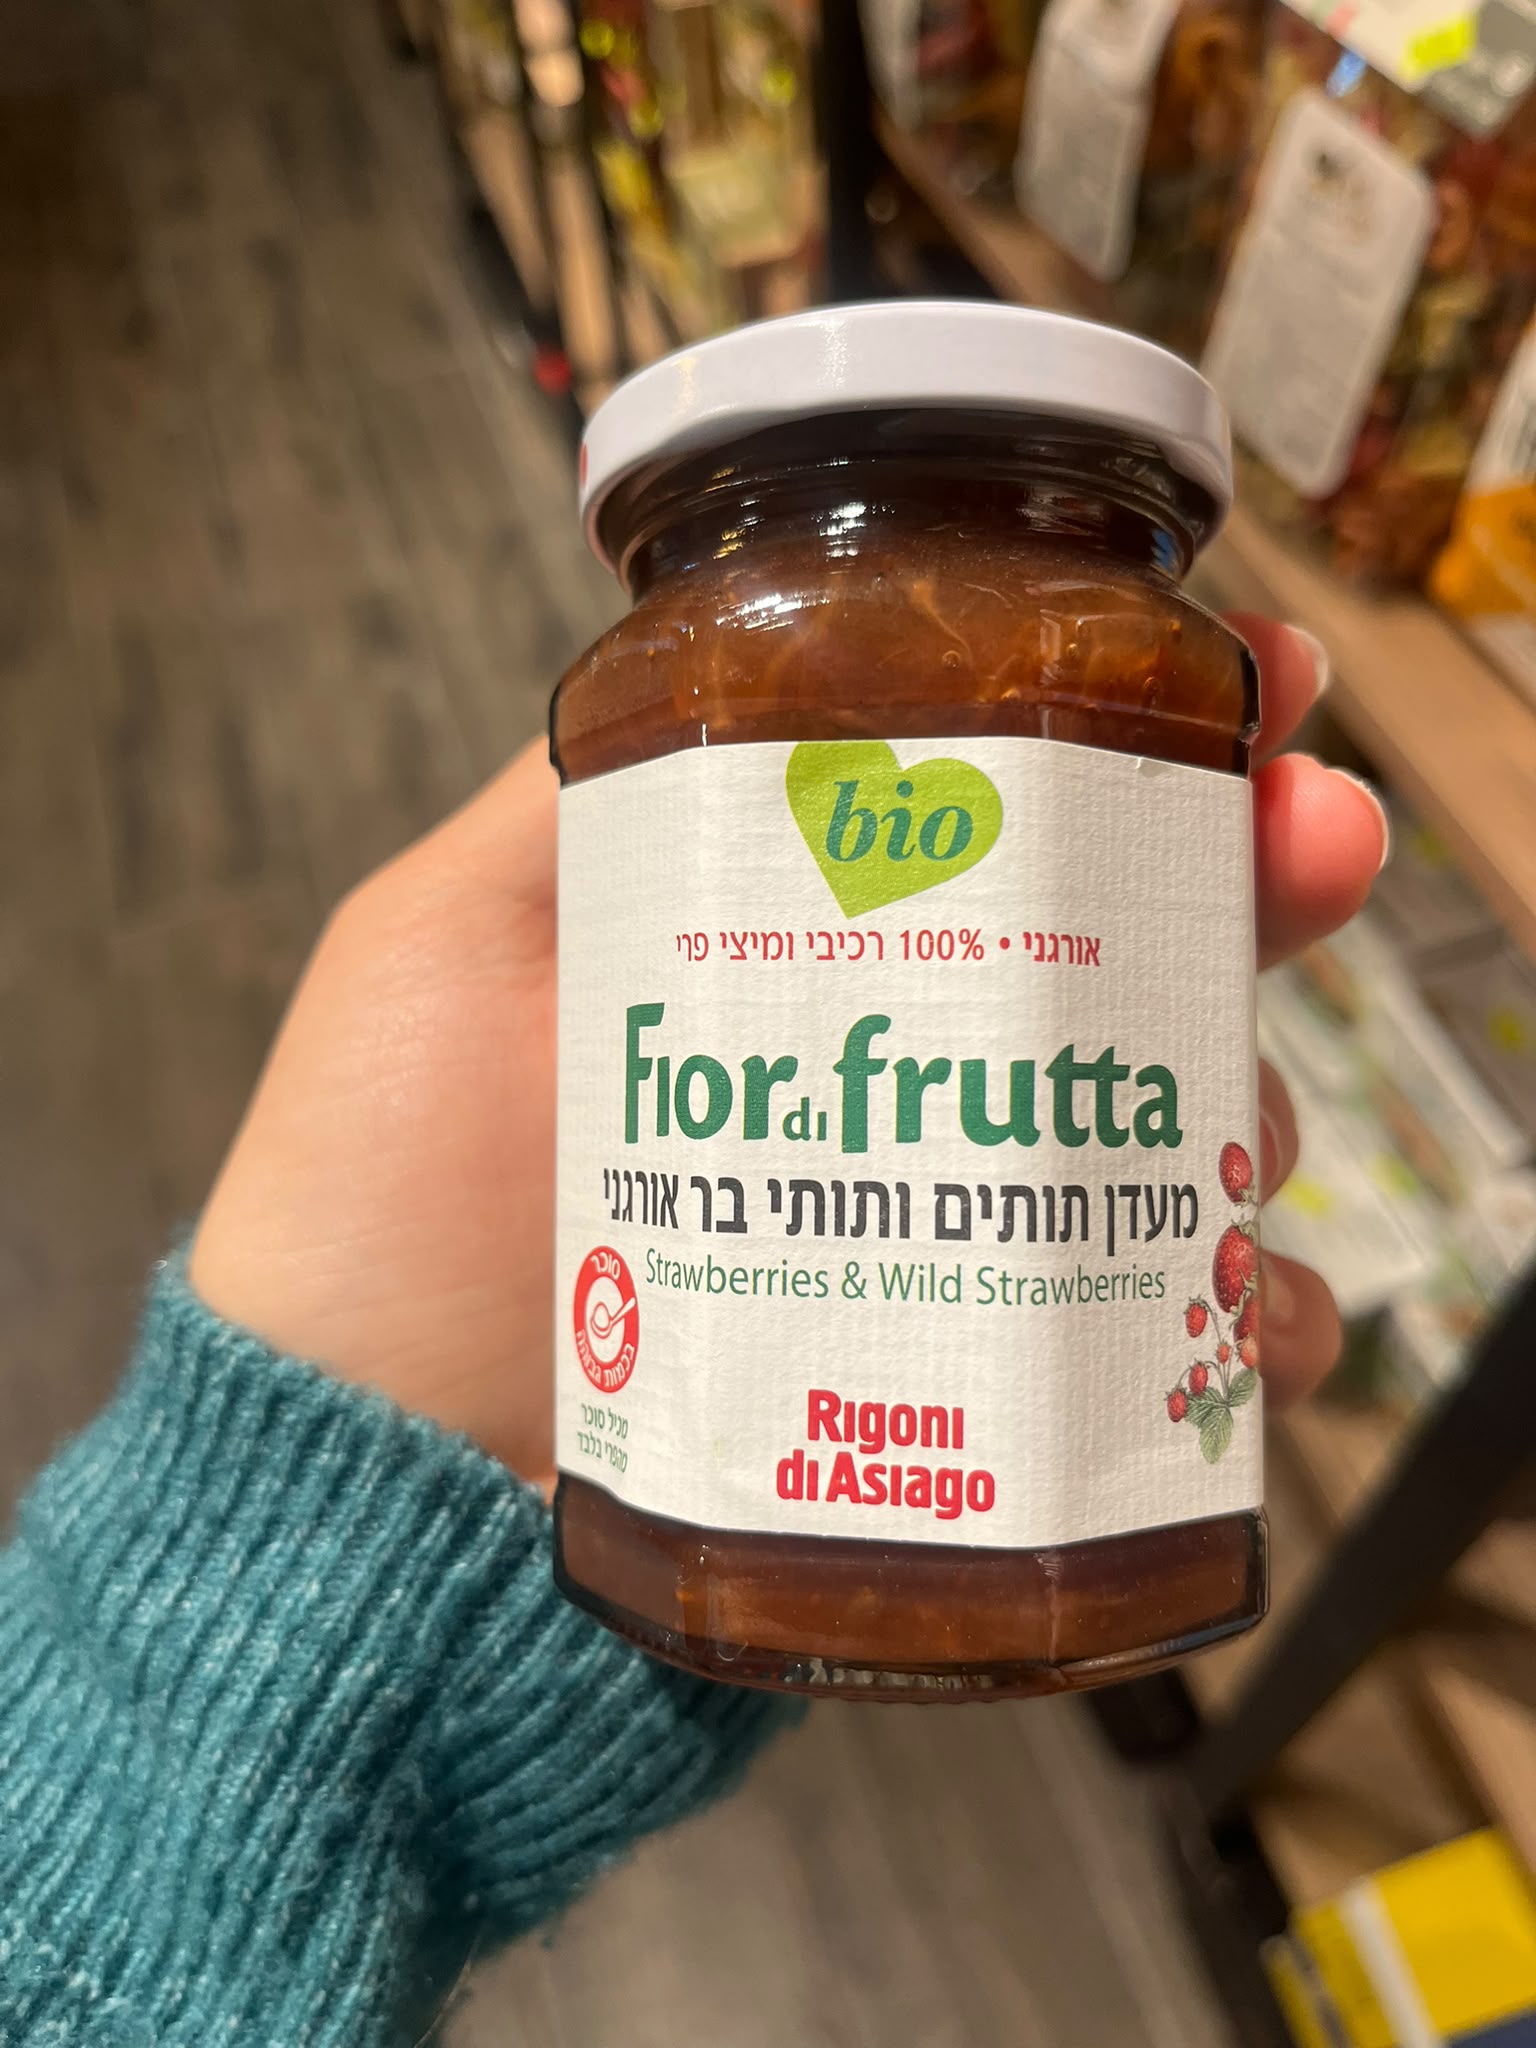 bio
אורגני • 100% רכיבי ומיצי פרי
Fior di frutta
מעדן תותים ותותי בר אורגני
Strawberries & Wild Strawberries
סוכר
בכמות גבוהה
מכיל סוכר
מהפרי בלבד
Rigoni
di Asiago